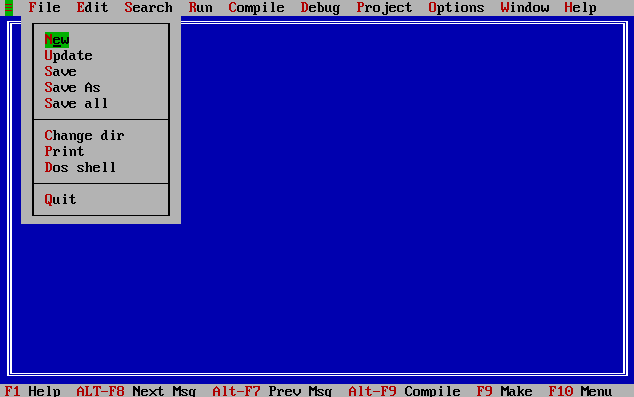 ≡ File Edit Search Run Compile Debug Project Options Window Help
New
Update
Save
Save As
Save all
Change dir
Print
Dos shell
Quit
F1 Help ALT-F8 Next Msg Alt-F7 Prev Msg Alt-F9 Compile F9 Make F10 Menu